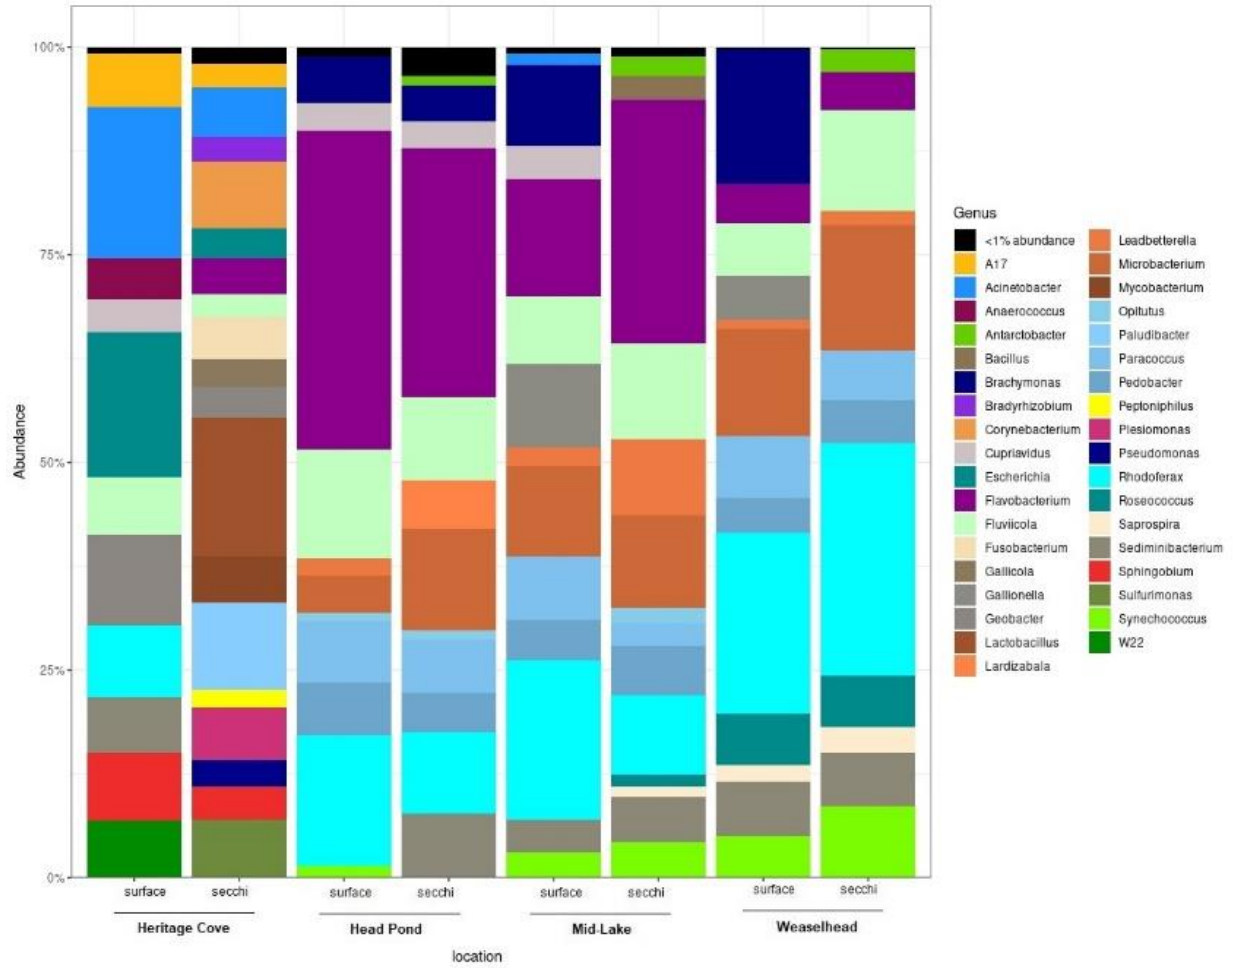 100%
75%
50%
25%
0%
Abundance
surface secchi surface secchi surface secchi surface secchi
Heritage Cove Head Pond Mid-Lake Weaselhead
location
Genus
<1% abundance
A17
Acinetobacter
Anaerococcus
Antarctobacter
Bacillus
Brachymonas
Bradyrhizobium
Corynebacterium
Cupriavidus
Escherichia
Flavobacterium
Fluviicola
Fusobacterium
Gallicola
Gallionella
Geobacter
Lactobacillus
Lardizabala
Leadbetterella
Microbacterium
Mycobacterium
Opitutus
Paludibacter
Paracoccus
Pedobacter
Peptoniphilus
Plesiomonas
Pseudomonas
Rhodoferax
Roseococcus
Saprospira
Sediminibacterium
Sphingobium
Sulfurimonas
Synechococcus
W22